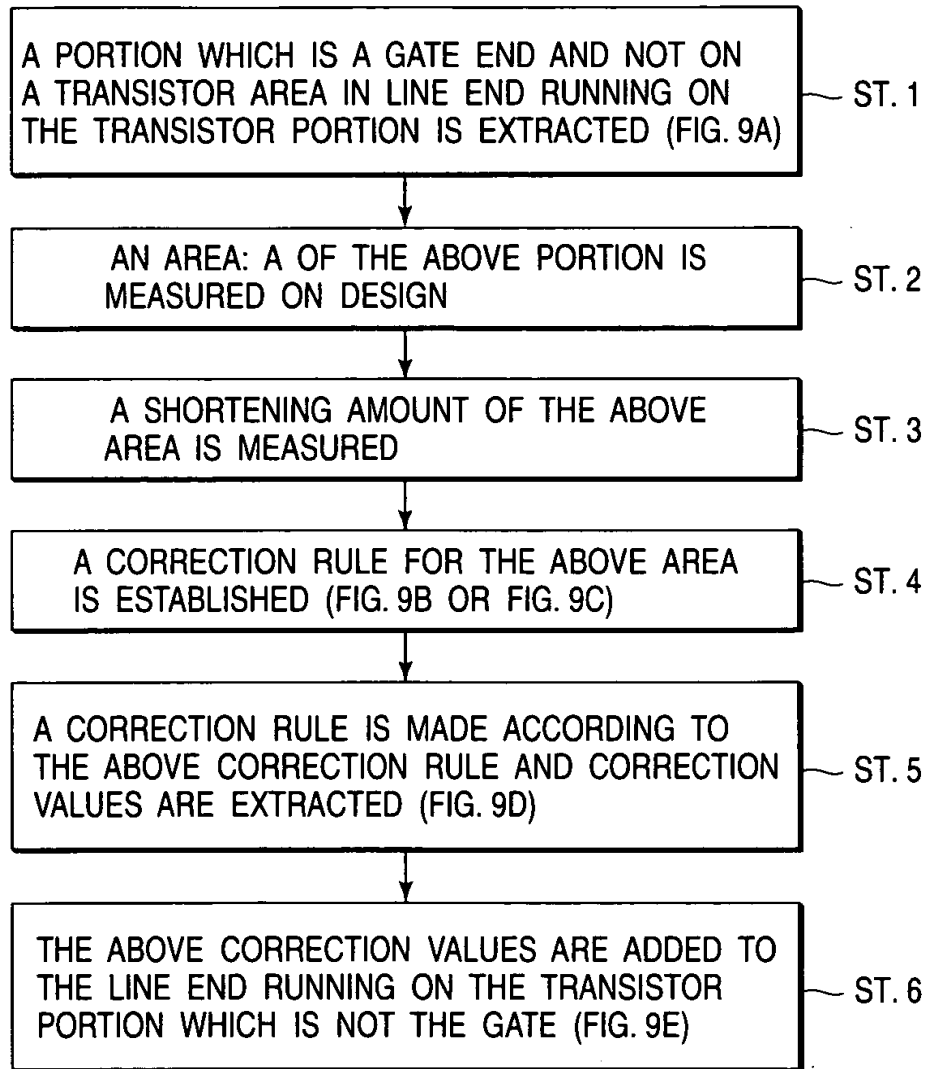 A PORTION WHICH IS A GATE END AND NOT ON
A TRANSISTOR AREA IN LINE END RUNNING ON
THE TRANSISTOR PORTION IS EXTRACTED (FIG. 9A)
ST. 1
AN AREA: A OF THE ABOVE PORTION IS
MEASURED ON DESIGN
ST. 2
A SHORTENING AMOUNT OF THE ABOVE
AREA IS MEASURED
ST. 3
A CORRECTION RULE FOR THE ABOVE AREA
IS ESTABLISHED (FIG. 9B OR FIG. 9C)
ST. 4
A CORRECTION RULE IS MADE ACCORDING TO
THE ABOVE CORRECTION RULE AND CORRECTION
VALUES ARE EXTRACTED (FIG. 9D)
ST. 5
THE ABOVE CORRECTION VALUES ARE ADDED TO
THE LINE END RUNNING ON THE TRANSISTOR
PORTION WHICH IS NOT THE GATE (FIG. 9E)
ST. 6